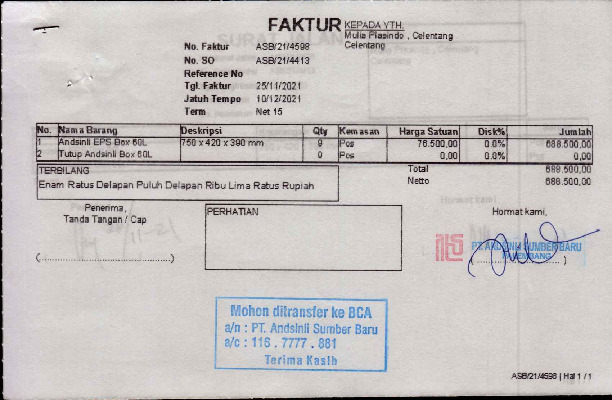 FAKTUR
KEPADA YTH.
Mulia Plasindo , Celentang
Celentang
No. Faktur ASB/21/4598
No. SO ASB/21/4413
Reference No
Tgl. Faktur 25/11/2021
Jatuh Tempo 10/12/2021
Term Net 15
No. Nama Barang Deskripsi Qty Kemasan Harga Satuan Disk% Jumlah
1 Andsinli EPS Box 60L 750 x 420 x 390 mm 9 Pcs 76.500,00 0.0% 688.500,00
2 Tutup Andsinli Box 60L 9 Pcs 0,00 0.0% 0,00
TERBILANG
Enam Ratus Delapan Puluh Delapan Ribu Lima Ratus Rupiah
Total 688.500,00
Netto 688.500,00
Penerima,
Tanda Tangan / Cap
(............................................)
PERHATIAN
Hormat kami,
PT. ANDSINLI SUMBER BARU
PALEMBANG
Mohon ditransfer ke BCA
a/n : PT. Andsinli Sumber Baru
a/c : 116 . 7777 . 881
Terima Kasih
ASB/21/4598 | Hal 1 / 1